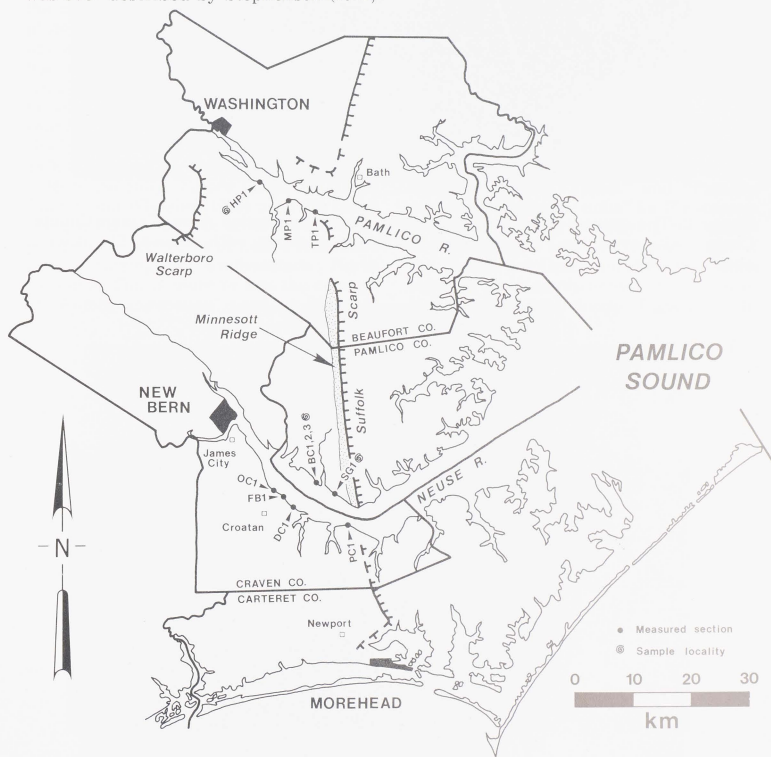 WASHINGTON
Bath
@ HP1
MP1
TP1
PAMLICO R.
Walterboro
Scarp
Minnesott
Ridge
Scarp
BEAUFORT CO.
PAMLICO CO.
Suffolk
PAMLICO
SOUND
NEW
BERN
James
City
BC1,2,3 @
SG1 @
NEUSE R.
OC1
FB1
Croatan
DC1
PC1
N
CRAVEN CO.
CARTERET CO.
Newport
MOREHEAD
Measured section
@ Sample locality
0 10 20 30
km